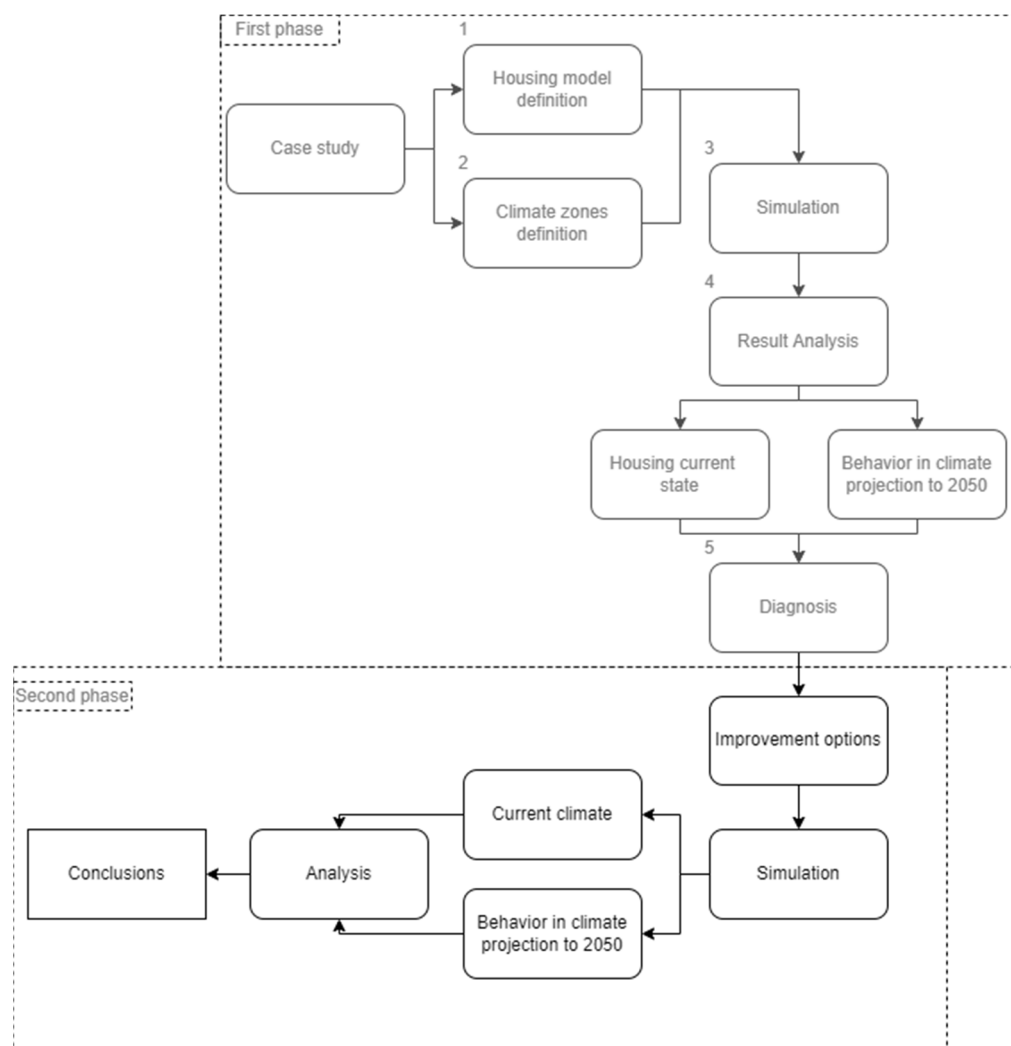 First phase
1
Housing model
definition
Case study
2
Climate zones
definition
3
Simulation
4
Result Analysis
Housing current
state
Behavior in climate
projection to 2050
5
Diagnosis
Second phase
Improvement options
Current climate
Conclusions
Analysis
Simulation
Behavior in climate
projection to 2050